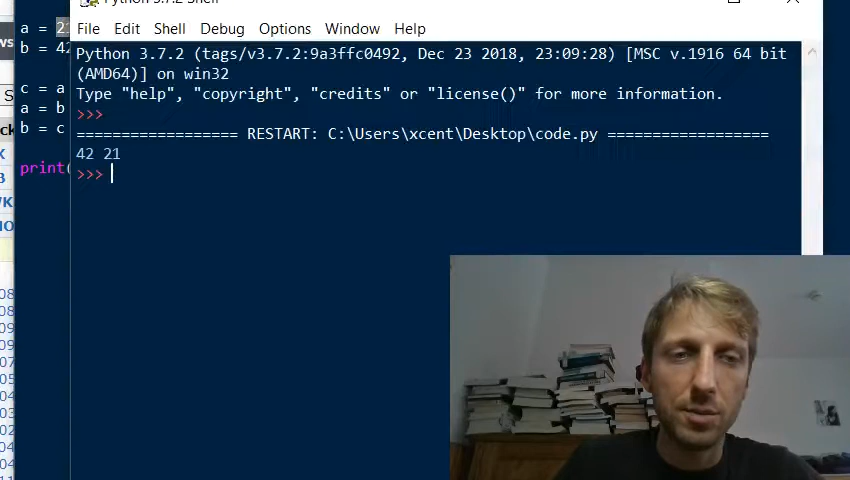 Python 3.7.2 Shell
File Edit Shell Debug Options Window Help
Python 3.7.2 (tags/v3.7.2:9a3ffc0492, Dec 23 2018, 23:09:28) [MSC v.1916 64 bit
(AMD64)] on win32
Type "help", "copyright", "credits" or "license()" for more information.
>>>
================== RESTART: C:\Users\xcent\Desktop\code.py ==================
42 21
>>>
a = 21
b = 42
c = a
a = b
b = c
print(